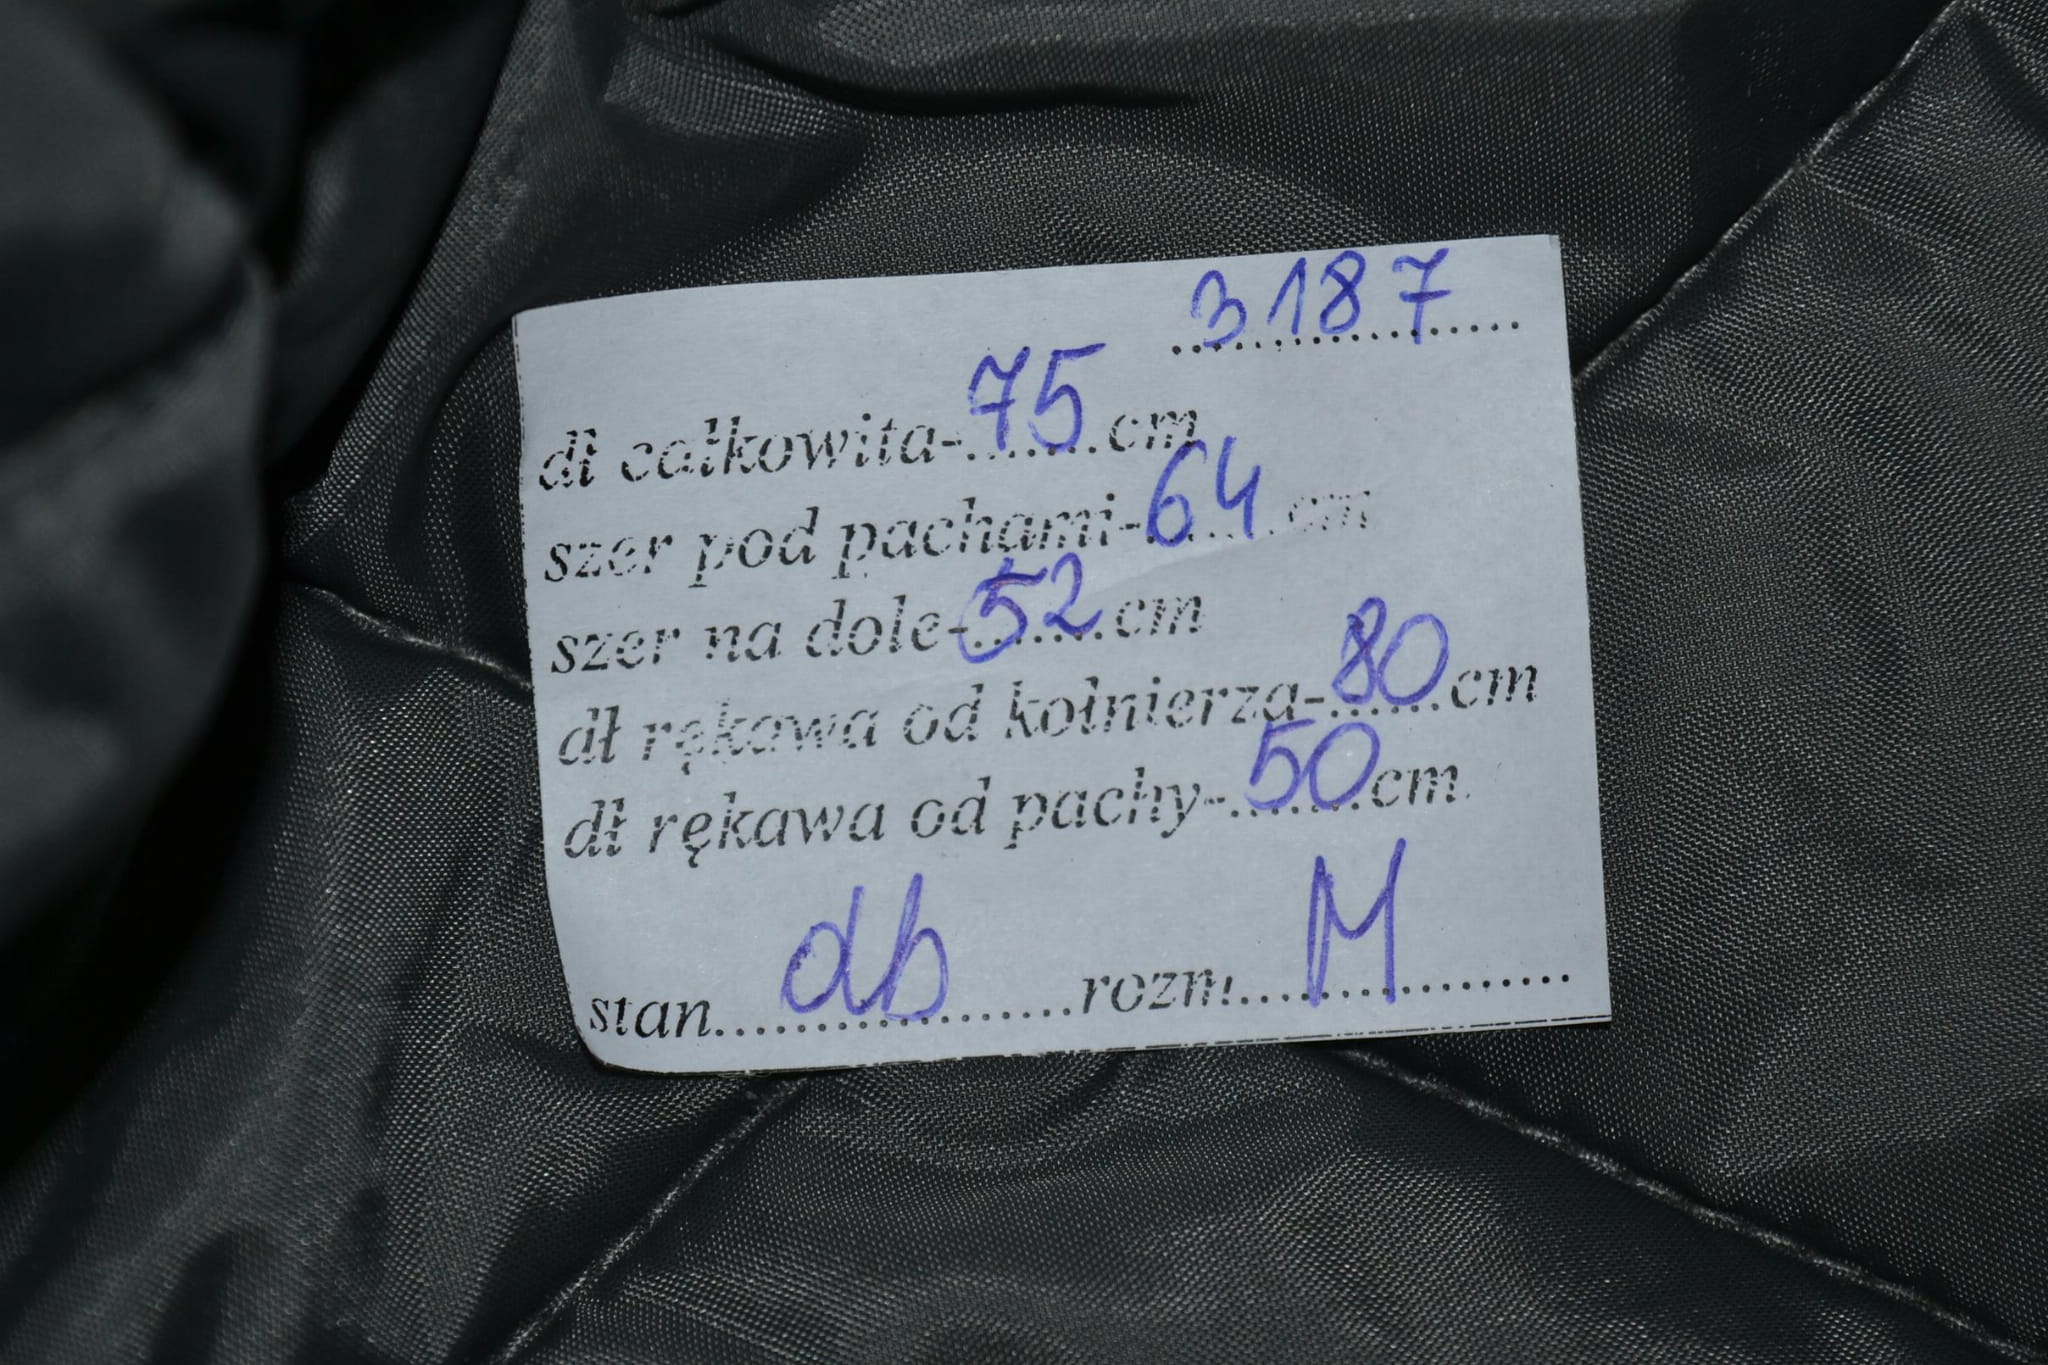 3187
dł całkowita-75cm
szer pod pachami-64cm
szer na dole-52cm
dł rękawa od kołnierza-80cm
dł rękawa od pachy-50cm
stan db rozm. M